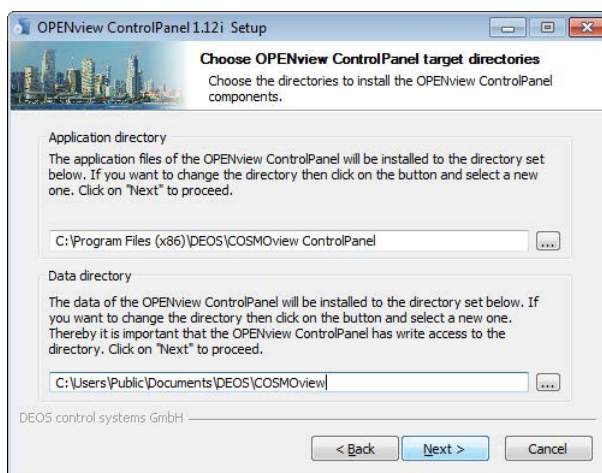 OPENview ControlPanel 1.12i Setup
Choose OPENview ControlPanel target directories
Choose the directories to install the OPENview ControlPanel
components.
Application directory
The application files of the OPENview ControlPanel will be installed to the directory set
below. If you want to change the directory then click on the button and select a new
one. Click on "Next" to proceed.
C:\Program Files (x86)\DEOS\COSMOview ControlPanel
...
Data directory
The data of the OPENview ControlPanel will be installed to the directory set below. If
you want to change the directory then click on the button and select a new one.
Thereby it is important that the OPENview ControlPanel has write access to the
directory. Click on "Next" to proceed.
C:\Users\Public\Documents\DEOS\COSMOview
...
DEOS control systems GmbH
< Back Next > Cancel